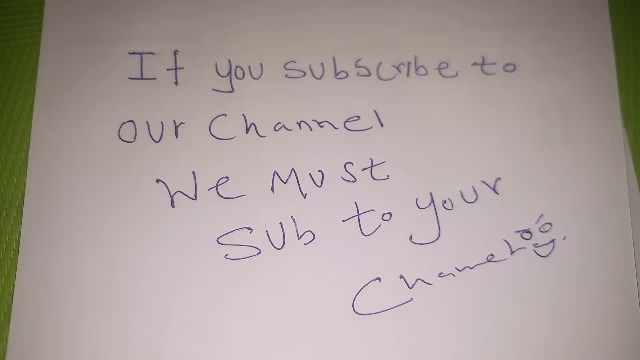 If you subscribe to
our Channel
We Must
Sub to your
Channel